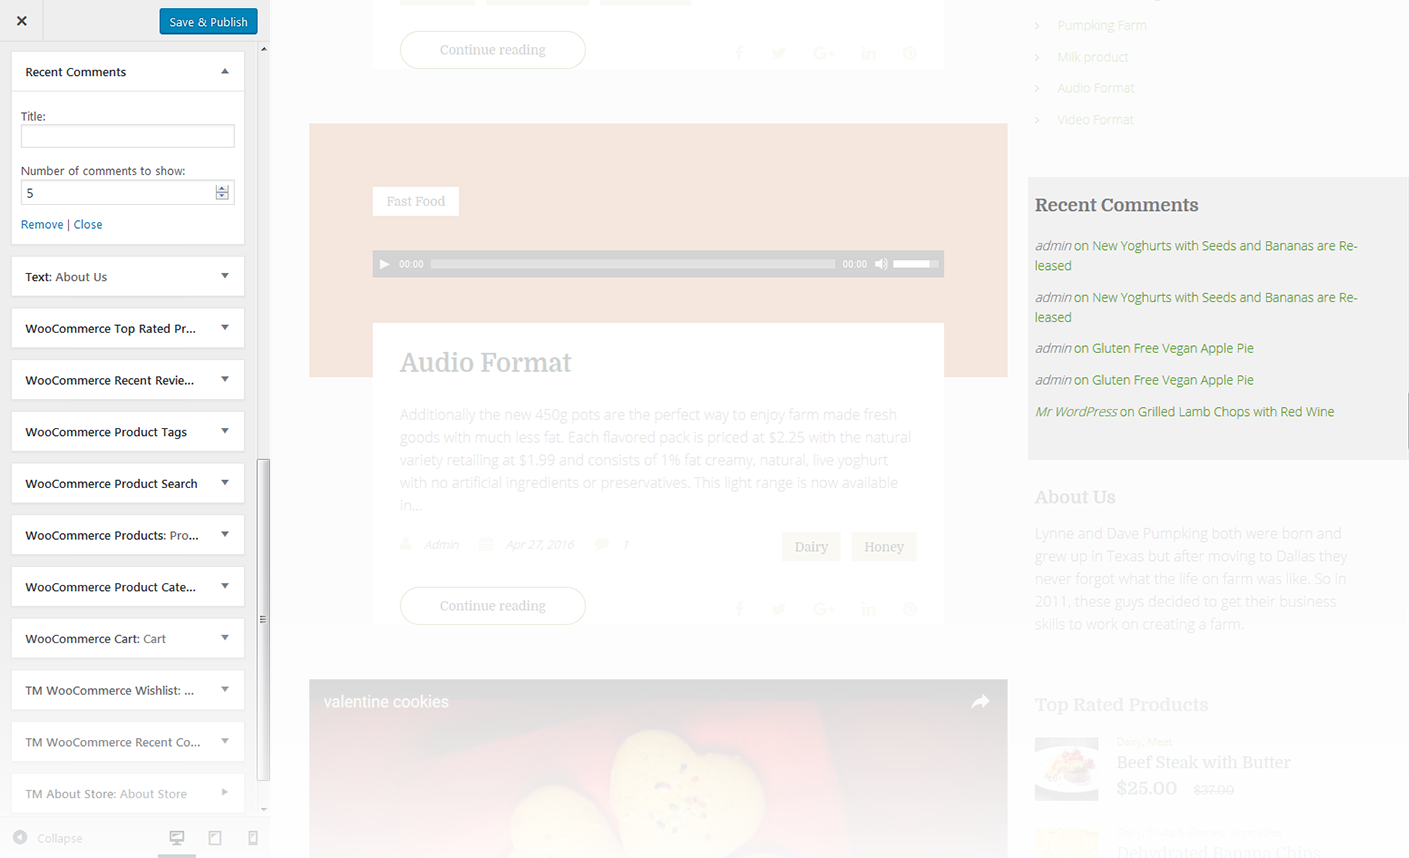 Save & Publish
Recent Comments
Title:
Number of comments to show:
5
Remove | Close
Text: About Us
WooCommerce Top Rated Pr...
WooCommerce Recent Revie...
WooCommerce Product Tags
WooCommerce Product Search
WooCommerce Products: Pro...
WooCommerce Product Cate...
WooCommerce Cart: Cart
TM WooCommerce Wishlist: ...
TM WooCommerce Recent Co...
TM About Store: About Store
Collapse
Continue reading
Fast Food
00:00
00:00
Audio Format
Additionally the new 450g pots are the perfect way to enjoy farm made fresh
goods with much less fat. Each flavored pack is priced at $2.25 with the natural
variety retailing at $1.99 and consists of 1% fat creamy, natural, live yoghurt
with no artificial ingredients or preservatives. This light range is now available
in...
Admin Apr 27, 2016 1
Dairy Honey
Continue reading
valentine cookies
Pumpking Farm
Milk product
Audio Format
Video Format
Recent Comments
admin on New Yoghurts with Seeds and Bananas are Re-
leased
admin on New Yoghurts with Seeds and Bananas are Re-
leased
admin on Gluten Free Vegan Apple Pie
admin on Gluten Free Vegan Apple Pie
Mr WordPress on Grilled Lamb Chops with Red Wine
About Us
Lynne and Dave Pumpking both were born and
grew up in Texas but after moving to Dallas they
never forgot what the life on farm was like. So in
2011, these guys decided to get their business
skills to work on creating a farm.
Top Rated Products
Dairy, Meat
Beef Steak with Butter
$25.00 $37.00
Dehydrated Banana Chips